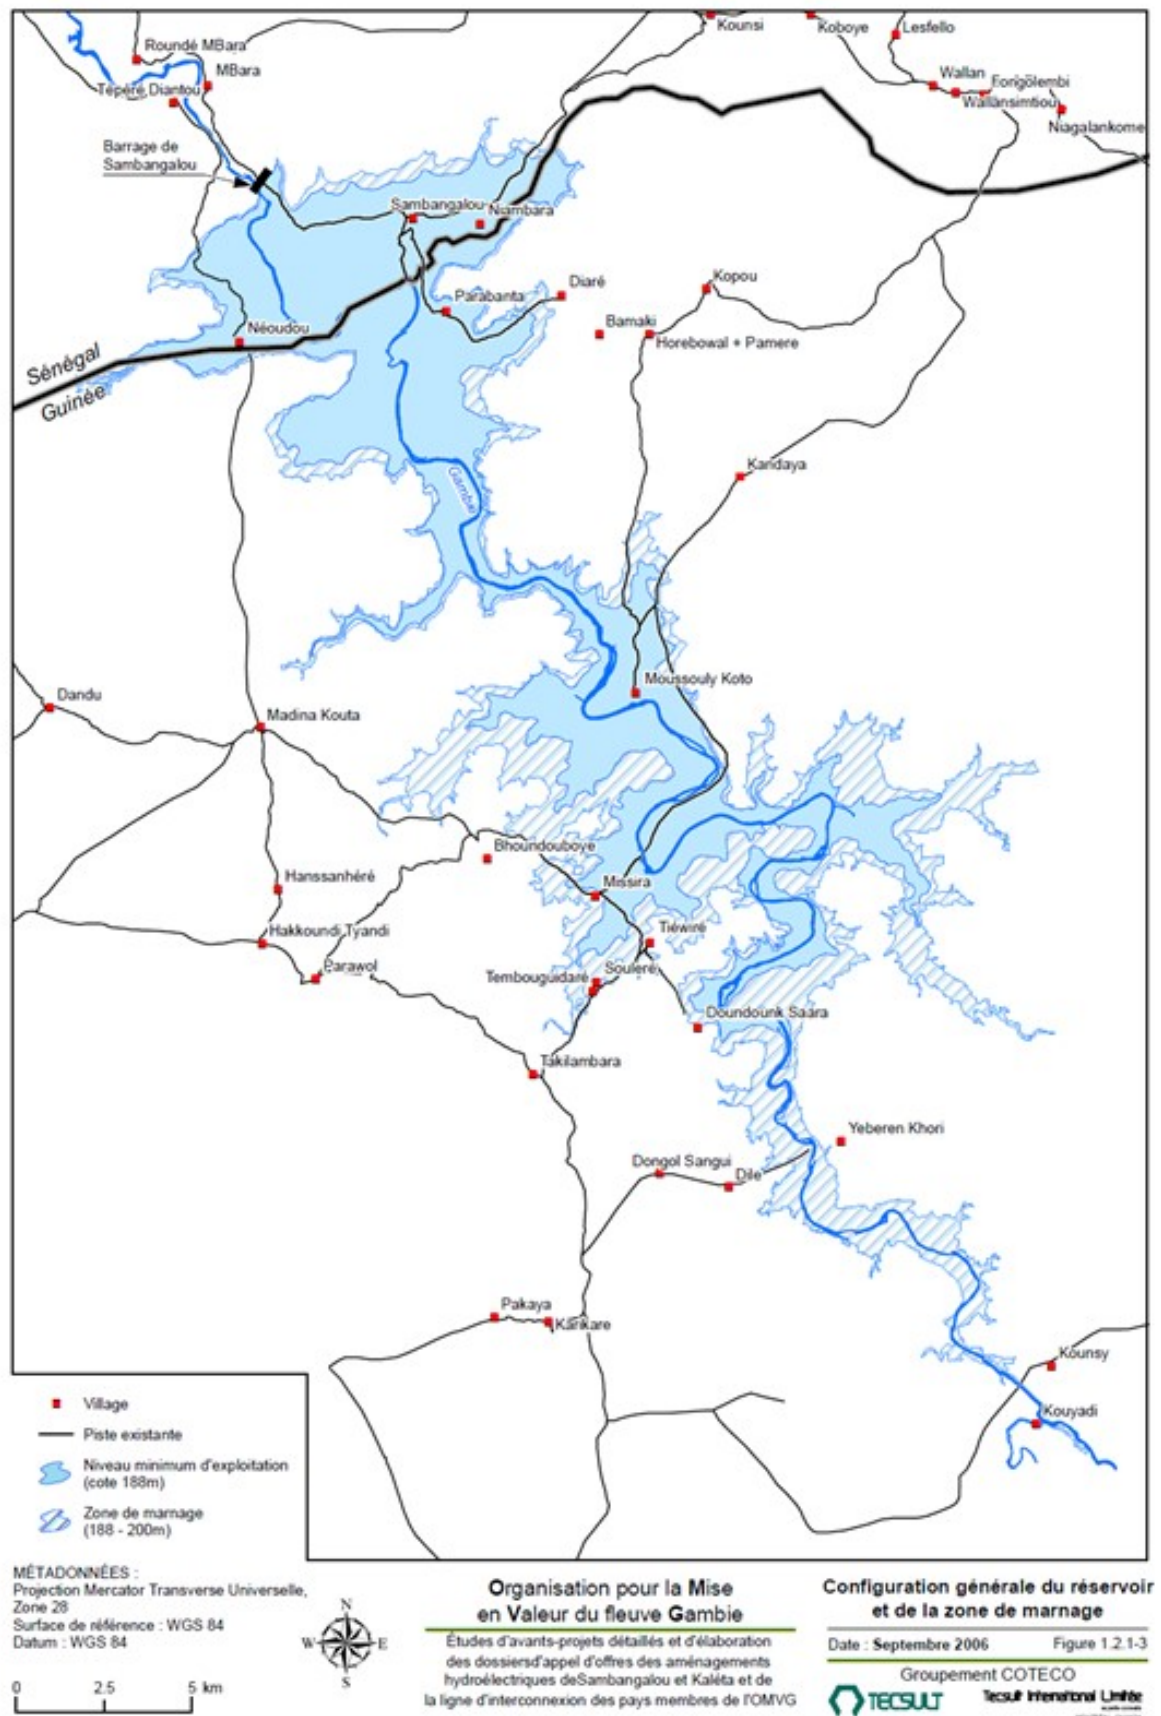 Roundé MBara
MBara
Tépéré Diantou
Barrage de
Sambangalou
Kounsi
Koboye
Lesfello
Wallan
Forigölembi
Wallansimtiou
Niagalankome
Sambangalou
Niambara
Parabanta
Diaré
Kopou
Bamaki
Horebowal + Pamere
Néoudou
Sénégal
Guinée
Kandaya
Gambie
Dandu
Madina Kouta
Moussouly Koto
Bhoundouboye
Hanssanhéré
Missira
Hakkoundi Tyandi
Tiéwiré
Parawol
Souleré
Tembouguidaré
Doundounk Saara
Takilambara
Yeberen Khori
Dongol Sangui
Dile
Pakaya
Karikare
Kounsy
Kouyadi
Village
Piste existante
Niveau minimum d'exploitation
(cote 188m)
Zone de marnage
(188 - 200m)
MÉTADONNÉES :
Projection Mercator Transverse Universelle,
Zone 28
Surface de référence : WGS 84
Datum : WGS 84
0 2.5 5 km
N
W E
S
Organisation pour la Mise
en Valeur du fleuve Gambie
Études d'avants-projets détaillés et d'élaboration
des dossiersd'appel d'offres des aménagements
hydroélectriques deSambangalou et Kaléta et de
la ligne d'interconnexion des pays membres de l'OMVG
Configuration générale du réservoir
et de la zone de marnage
Date : Septembre 2006 Figure 1.2.1-3
Groupement COTECO
TECSULT Tecsult International Limitée